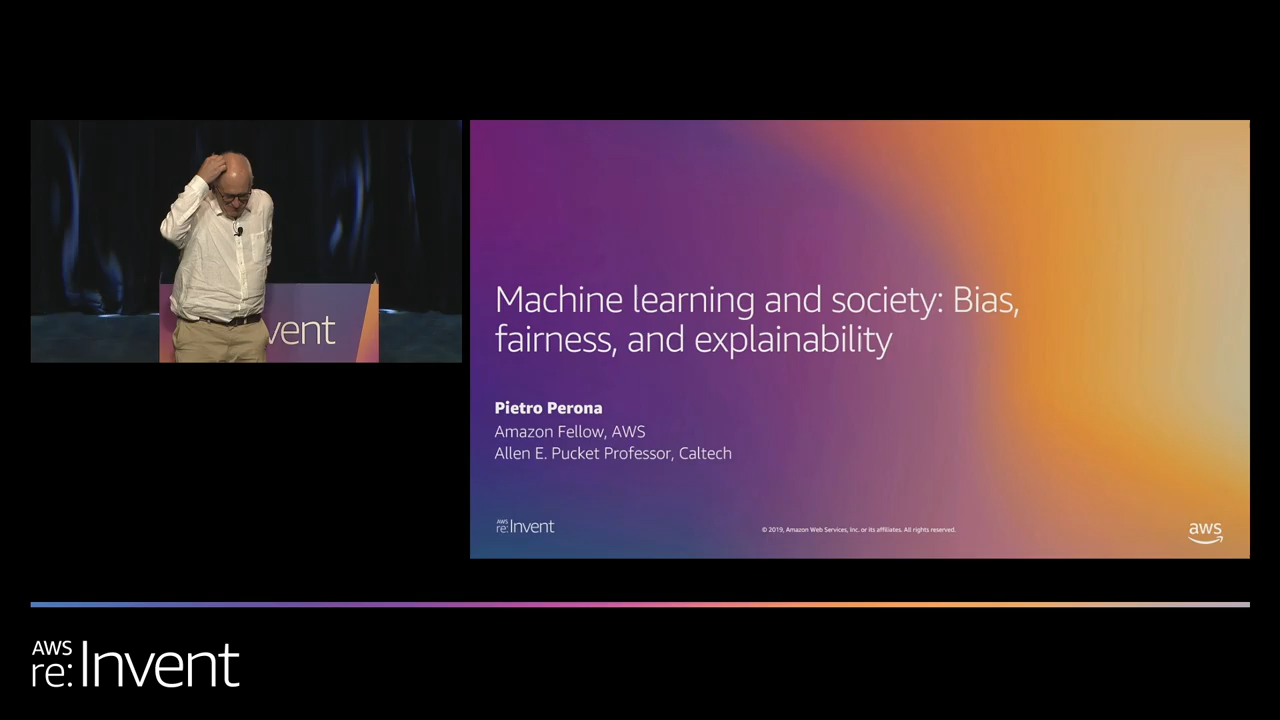 vent
Machine learning and society: Bias,
fairness, and explainability
Pietro Perona
Amazon Fellow, AWS
Allen E. Pucket Professor, Caltech
AWS
re:Invent
© 2019, Amazon Web Services, Inc. or its affiliates. All rights reserved.
aws
AWS
re:Invent